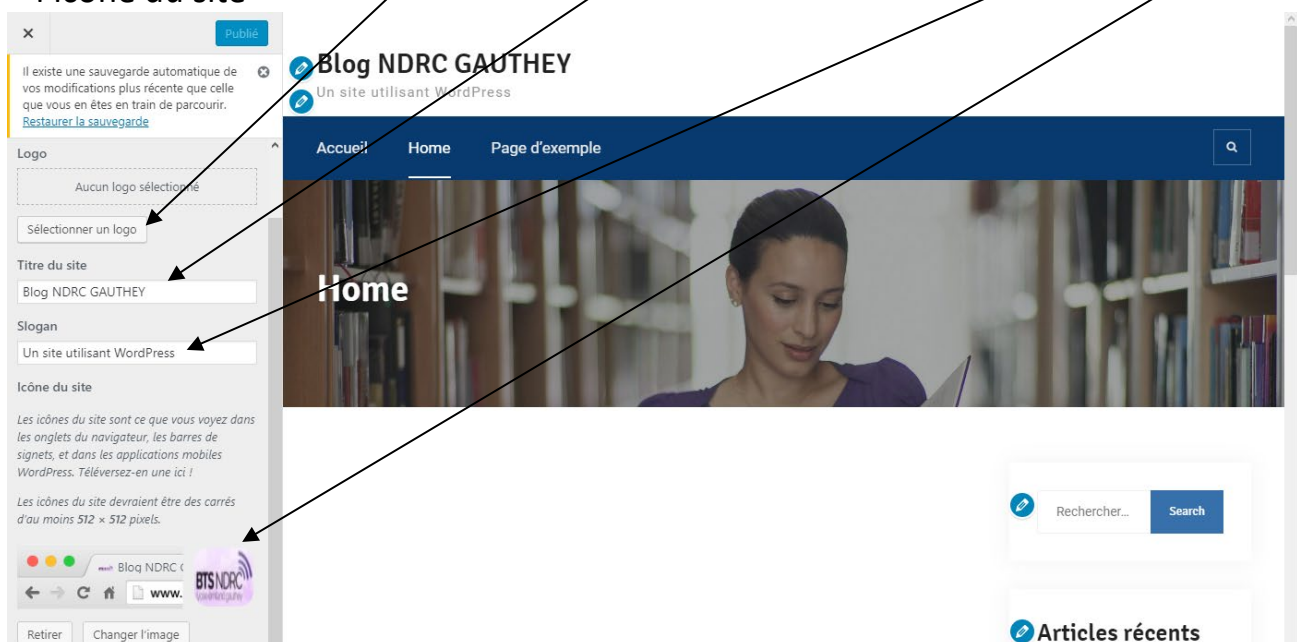 l'icône du site
Publié
Il existe une sauvegarde automatique de
vos modifications plus récente que celle
que vous en êtes en train de parcourir.
Restaurer la sauvegarde
Logo
Aucun logo sélectionné
Sélectionner un logo
Titre du site
Blog NDRC GAUTHEY
Slogan
Un site utilisant WordPress
Icône du site
Les icônes du site sont ce que vous voyez dans
les onglets du navigateur, les barres de
signets, et dans les applications mobiles
WordPress. Téléversez-en une ici !
Les icônes du site devraient être des carrés
d'au moins 512 × 512 pixels.
Blog NDRC G
www.
BTS NDRC
Retirer
Changer l'image
Blog NDRC GAUTHEY
Un site utilisant WordPress
Accueil Home Page d'exemple
Home
Rechercher... Search
Articles récents